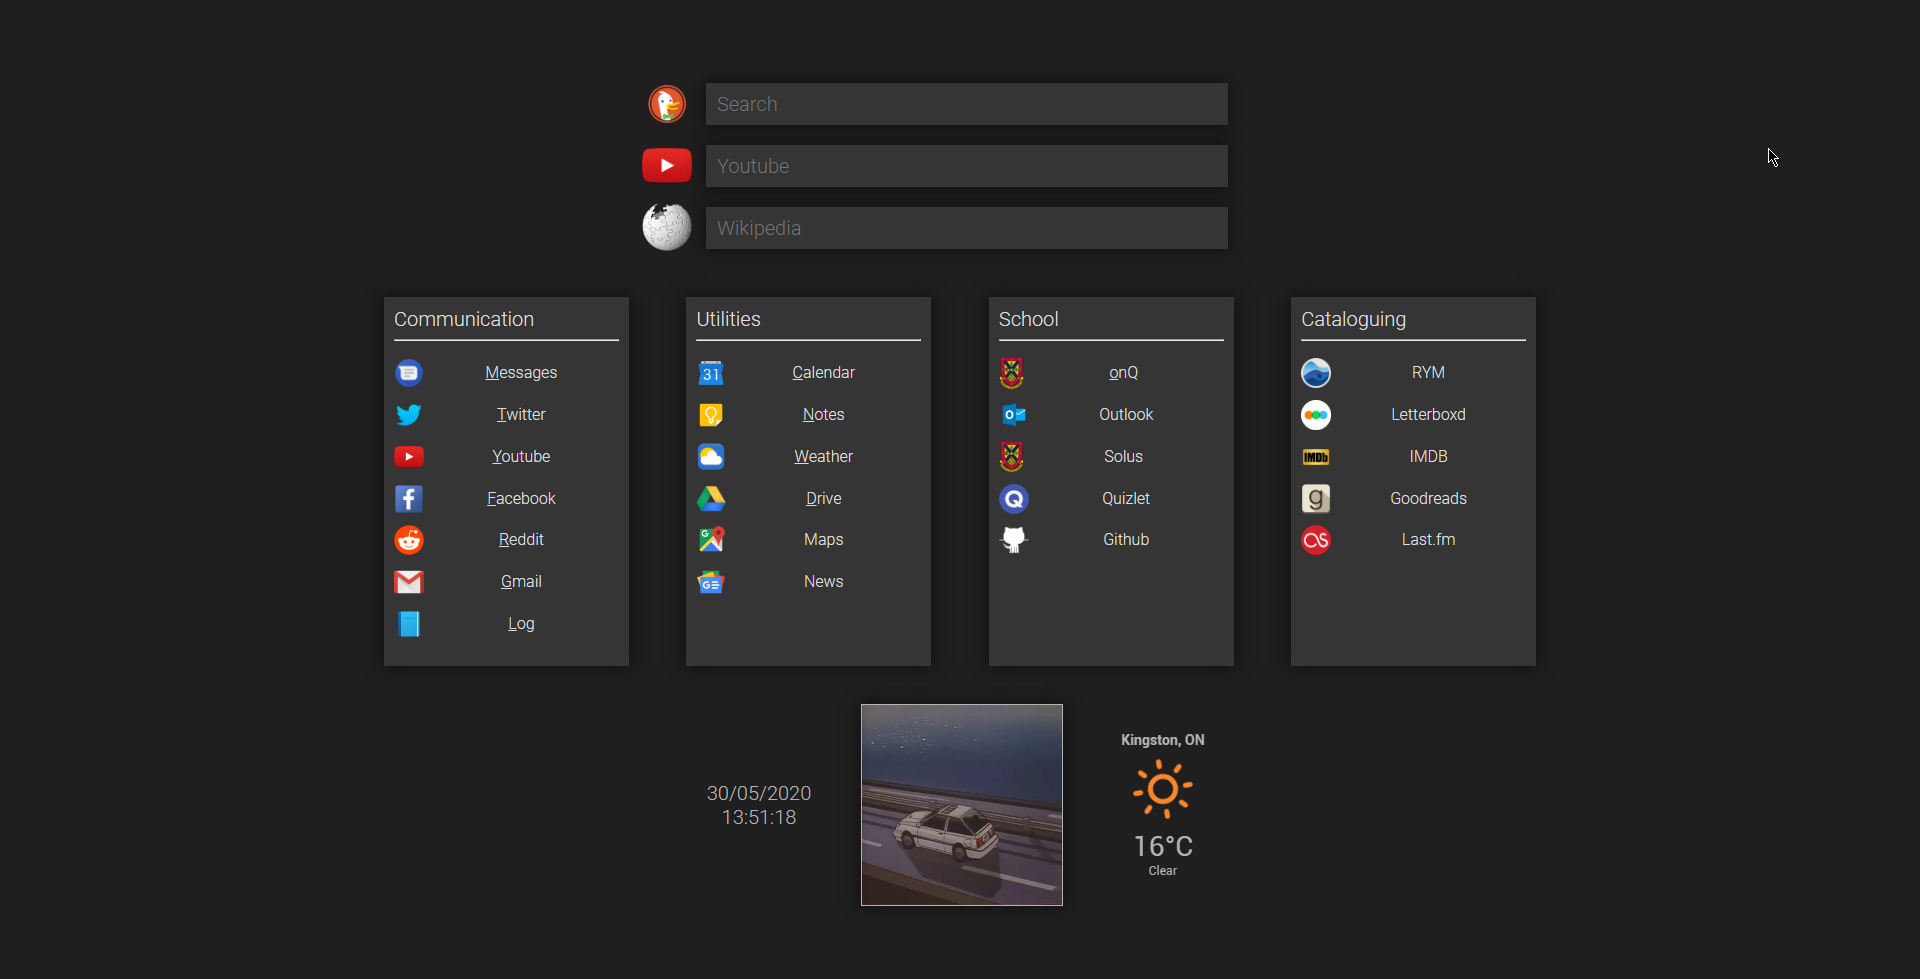 Search
Youtube
Wikipedia
Communication
Messages
Twitter
Youtube
Facebook
Reddit
Gmail
Log
Utilities
31
Calendar
Notes
Weather
Drive
G
Maps
GE
News
School
onQ
O
Outlook
Solus
Q
Quizlet
Github
Cataloguing
RYM
Letterboxd
IMDb
IMDB
g
Goodreads
Last.fm
30/05/2020
13:51:18
Kingston, ON
16°C
Clear